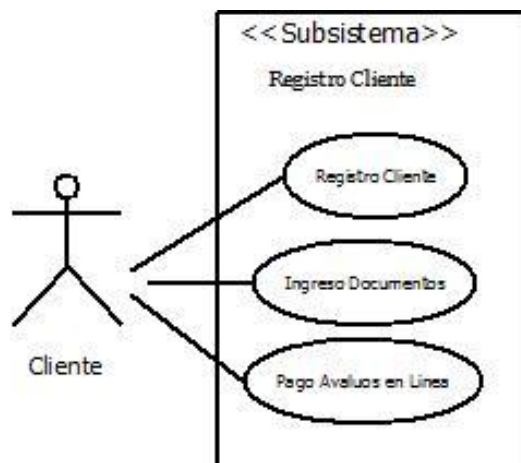 <<Subsistema>>
Registro Cliente
Registro Cliente
Ingreso Documentos
Pago Avaluos en Linea
Cliente